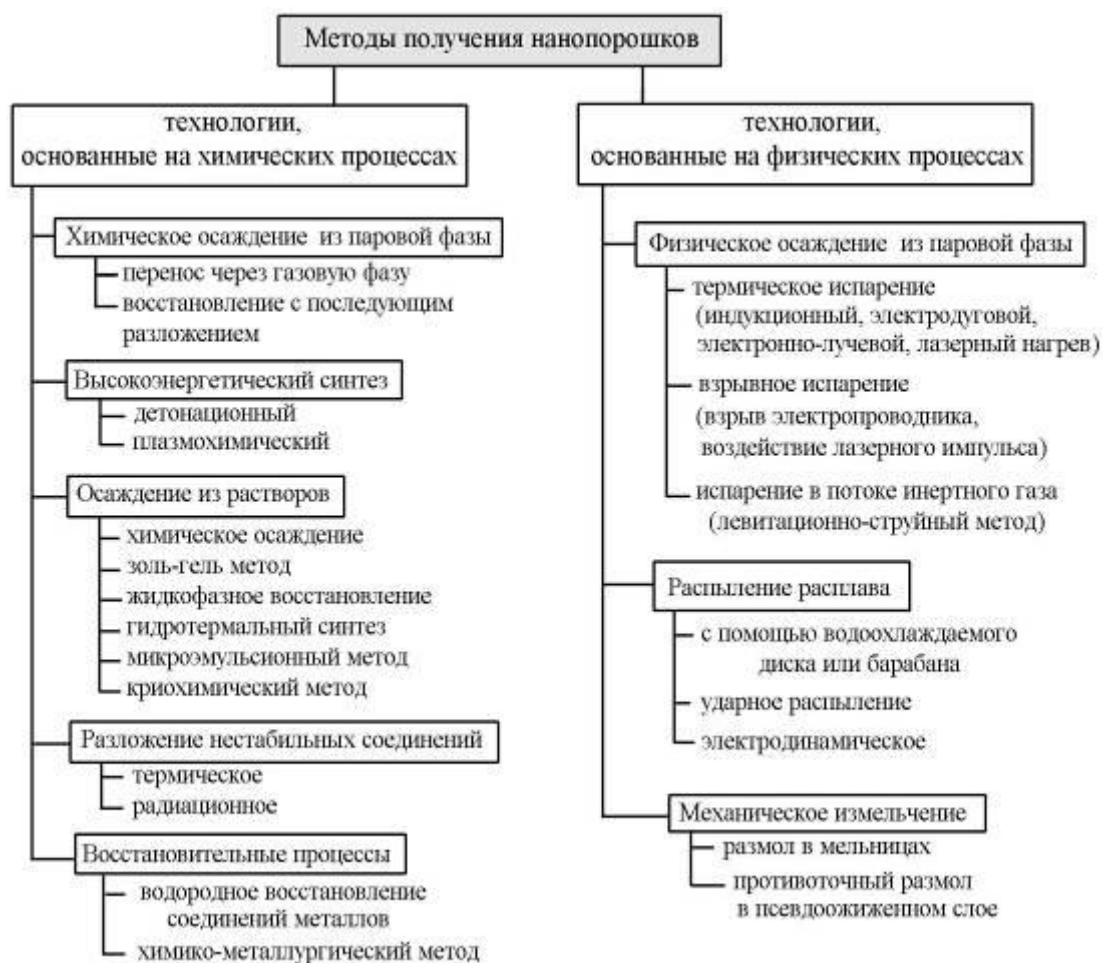 Методы получения нанопорошков
технологии,
основанные на химических процессах
Химическое осаждение из паровой фазы
перенос через газовую фазу
восстановление с последующим
разложением
Высокоэнергетический синтез
детонационный
плазмохимический
Осаждение из растворов
химическое осаждение
золь-гель метод
жидкофазное восстановление
гидротермальный синтез
микроэмульсионный метод
криохимический метод
Разложение нестабильных соединений
термическое
радиационное
Восстановительные процессы
водородное восстановление
соединений металлов
химико-металлургический метод
технологии,
основанные на физических процессах
Физическое осаждение из паровой фазы
термическое испарение
(индукционный, электродуговой,
электронно-лучевой, лазерный нагрев)
взрывное испарение
(взрыв электропроводника,
воздействие лазерного импульса)
испарение в потоке инертного газа
(левитационно-струйный метод)
Распыление расплава
с помощью водоохлаждаемого
диска или барабана
ударное распыление
электродинамическое
Механическое измельчение
размол в мельницах
противоточный размол
в псевдоожиженном слое